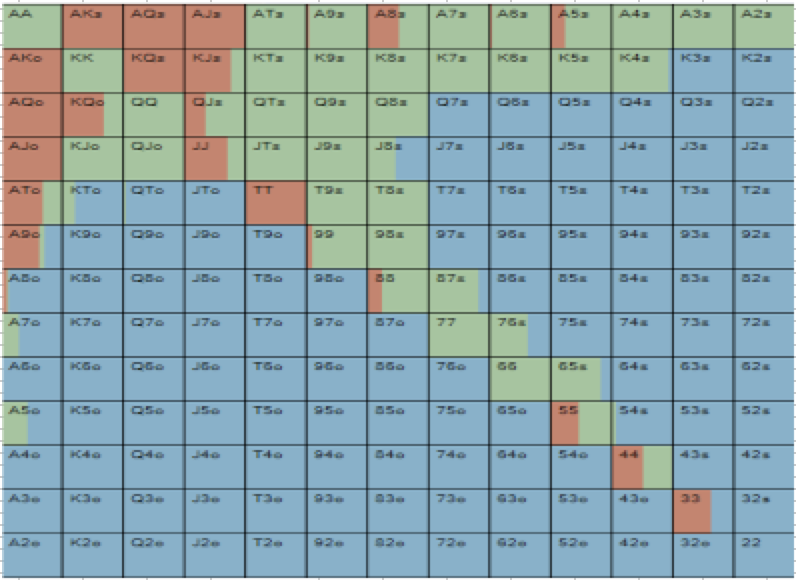 AA AKs AQs AJs ATs A9s A8s A7s A6s A5s A4s A3s A2s
AKo KK KQs KJs KTs K9s K8s K7s K6s K5s K4s K3s K2s
AQo KQo QQ QJs QTs Q9s Q8s Q7s Q6s Q5s Q4s Q3s Q2s
AJo KJo QJo JJ JTs J9s J8s J7s J6s J5s J4s J3s J2s
ATo KTo QTo JTo TT T9s T8s T7s T6s T5s T4s T3s T2s
A9o K9o Q9o J9o T9o 99 98s 97s 96s 95s 94s 93s 92s
A8o K8o Q8o J8o T8o 98o 88 87s 86s 85s 84s 83s 82s
A7o K7o Q7o J7o T7o 97o 87o 77 76s 75s 74s 73s 72s
A6o K6o Q6o J6o T6o 96o 86o 76o 66 65s 64s 63s 62s
A5o K5o Q5o J5o T5o 95o 85o 75o 65o 55 54s 53s 52s
A4o K4o Q4o J4o T4o 94o 84o 74o 64o 54o 44 43s 42s
A3o K3o Q3o J3o T3o 93o 83o 73o 63o 53o 43o 33 32s
A2o K2o Q2o J2o T2o 92o 82o 72o 62o 52o 42o 32o 22